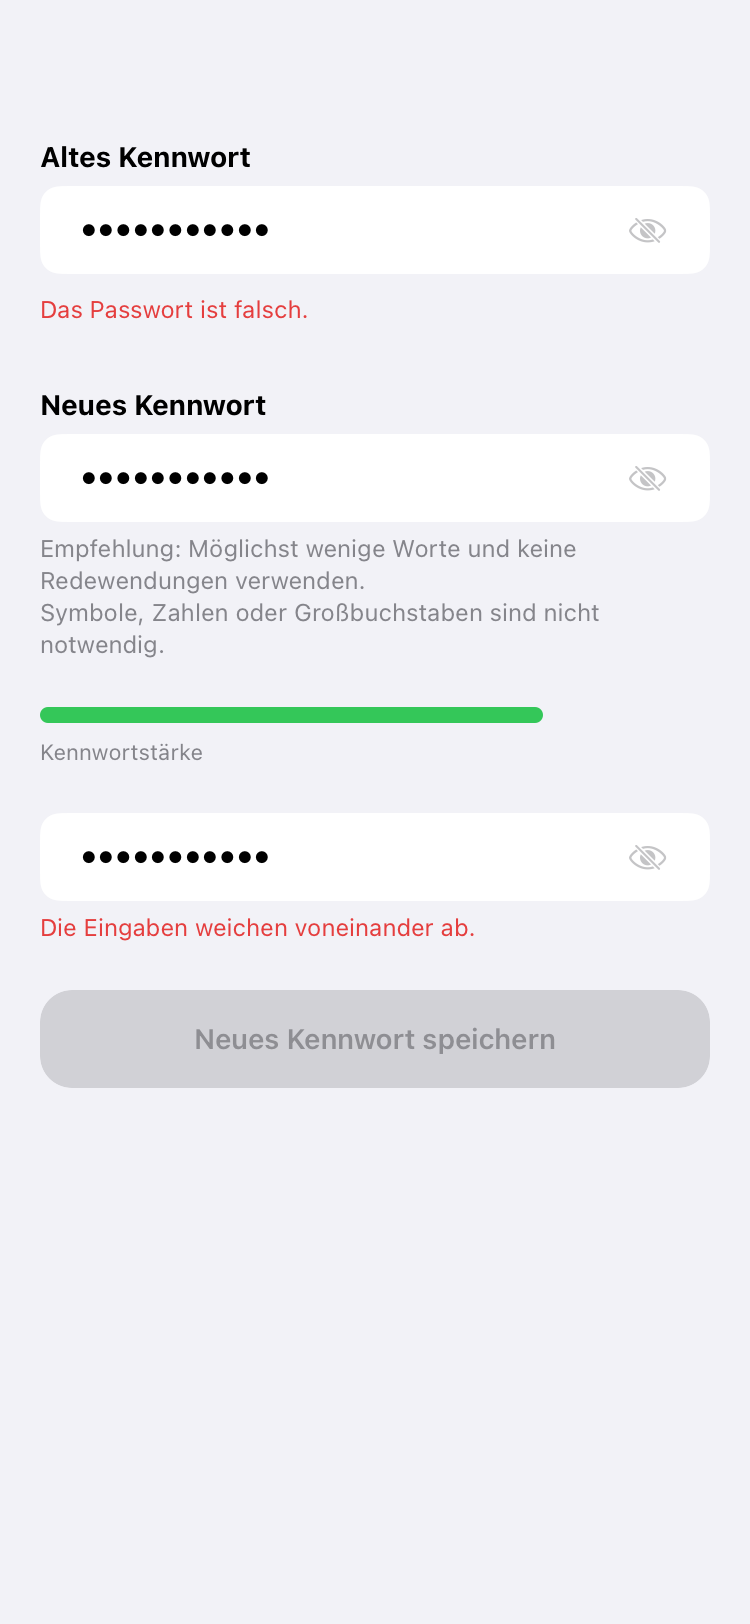 Altes Kennwort
•••••••••••
Das Passwort ist falsch.
Neues Kennwort
•••••••••••
Empfehlung: Möglichst wenige Worte und keine
Redewendungen verwenden.
Symbole, Zahlen oder Großbuchstaben sind nicht
notwendig.
Kennwortstärke
•••••••••••
Die Eingaben weichen voneinander ab.
Neues Kennwort speichern